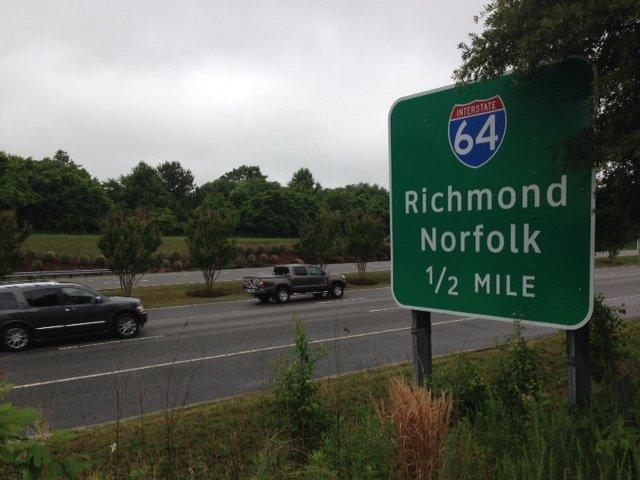 INTERSTATE
64
Richmond
Norfolk
1/2 MILE